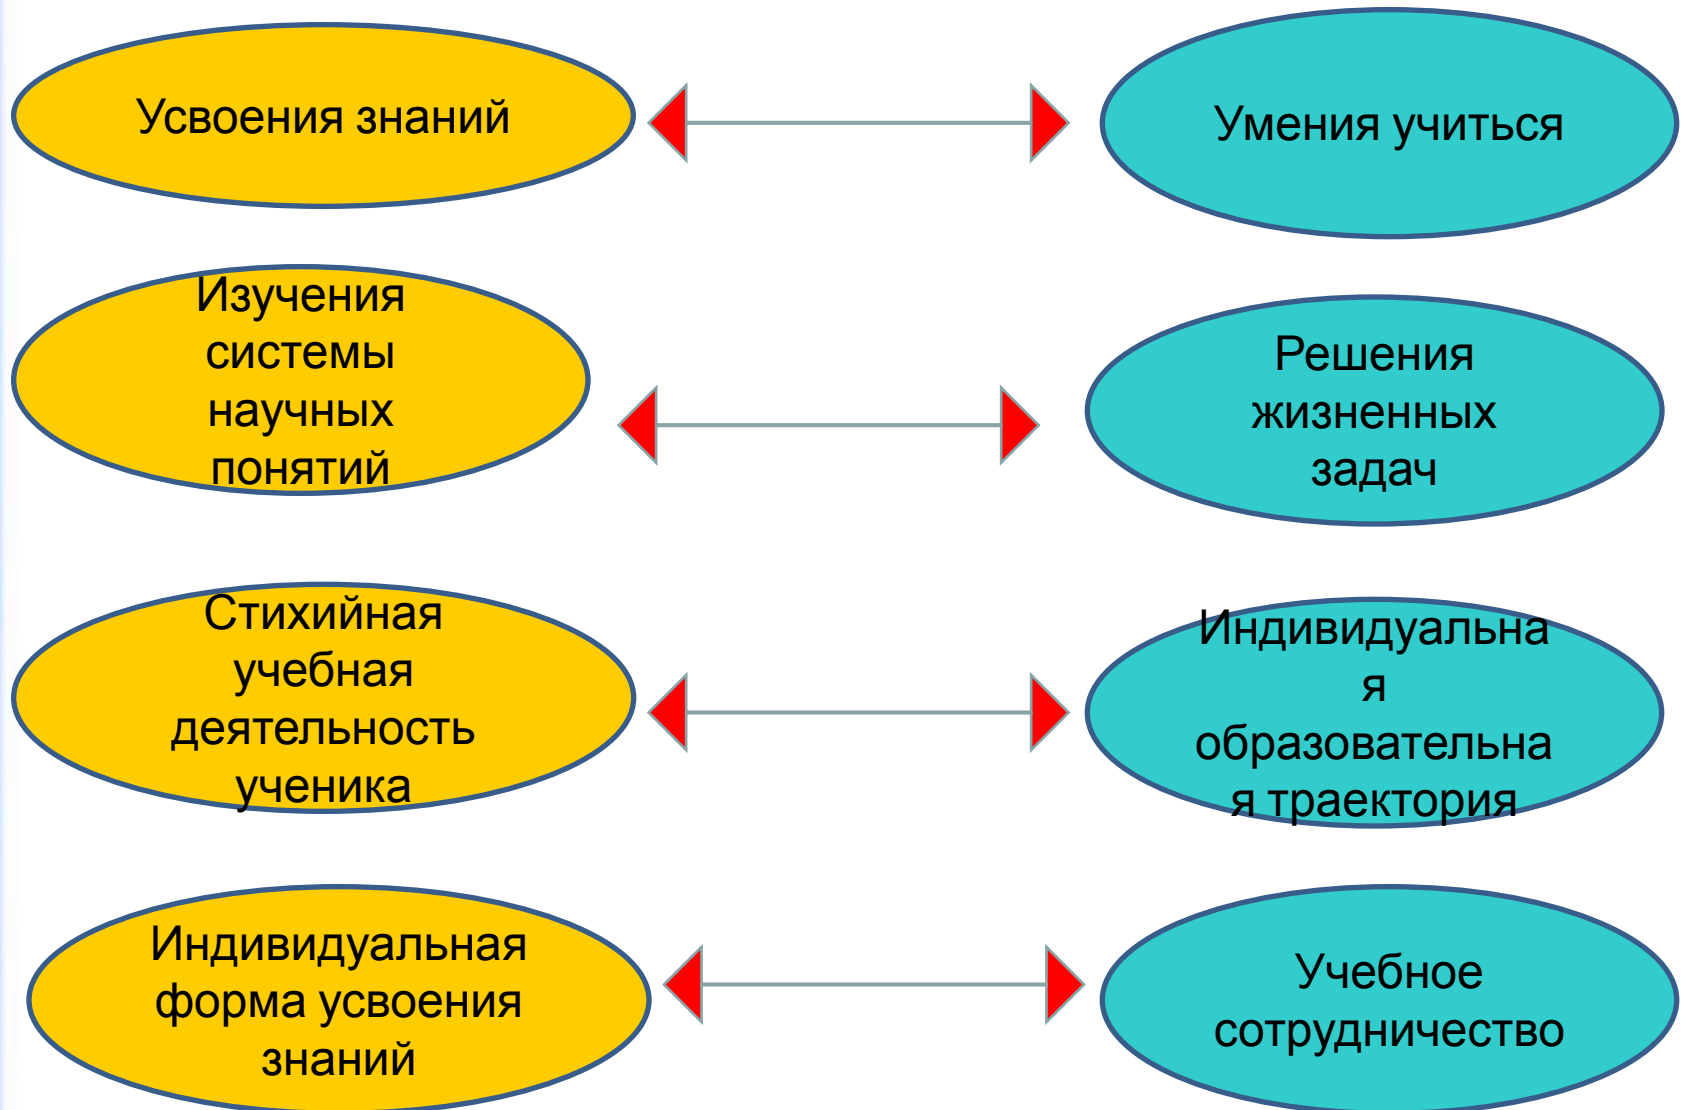 Усвоения знаний
Умения учиться
Изучения
системы
научных
понятий
Решения
жизненных
задач
Стихийная
учебная
деятельность
ученика
Индивидуальна
я
образовательна
я траектория
Индивидуальная
форма усвоения
знаний
Учебное
сотрудничество